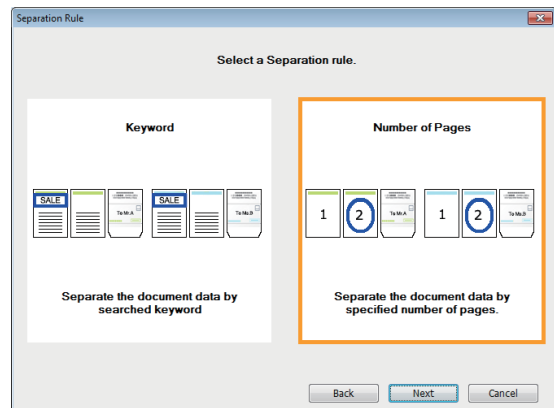 Separation Rule
Select a Separation rule.
Keyword
SALE
To Mr.A
SALE
To Ms.B
Separate the document data by
searched keyword
Number of Pages
1
2
To Mr.A
1
2
To Ms.B
Separate the document data by
specified number of pages.
Back
Next
Cancel